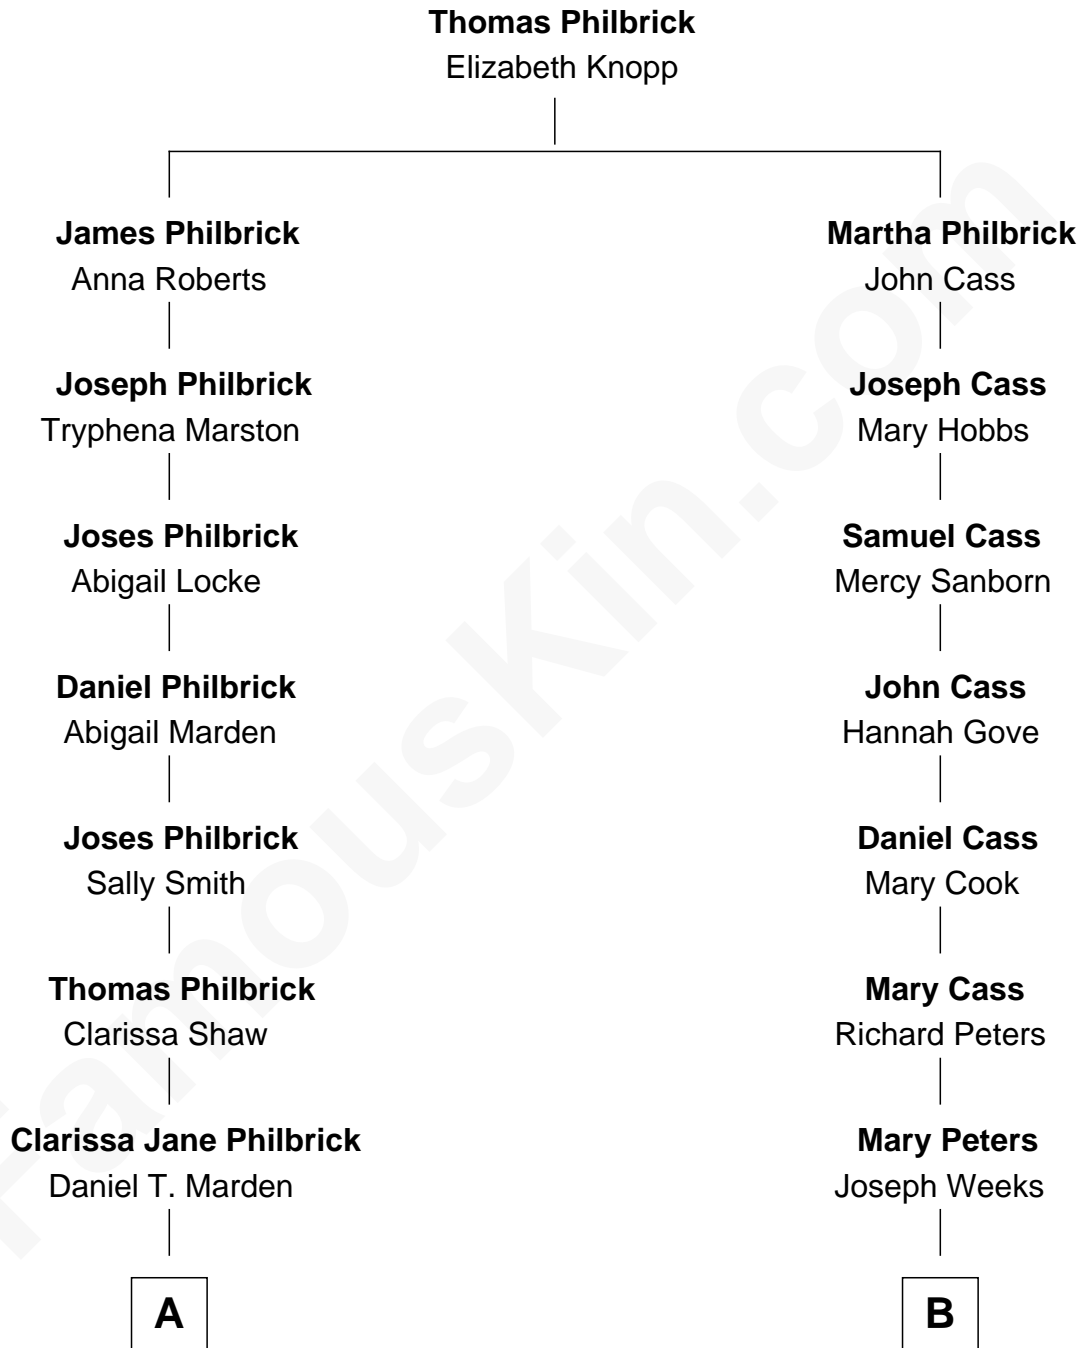 Thomas Philbrick
Elizabeth Knopp
James Philbrick
Anna Roberts
Joseph Philbrick
Tryphena Marston
Joses Philbrick
Abigail Locke
Daniel Philbrick
Abigail Marden
Joses Philbrick
Sally Smith
Thomas Philbrick
Clarissa Shaw
Clarissa Jane Philbrick
Daniel T. Marden
A
Martha Philbrick
John Cass
Joseph Cass
Mary Hobbs
Samuel Cass
Mercy Sanborn
John Cass
Hannah Gove
Daniel Cass
Mary Cook
Mary Cass
Richard Peters
Mary Peters
Joseph Weeks
B
FamousKin.com